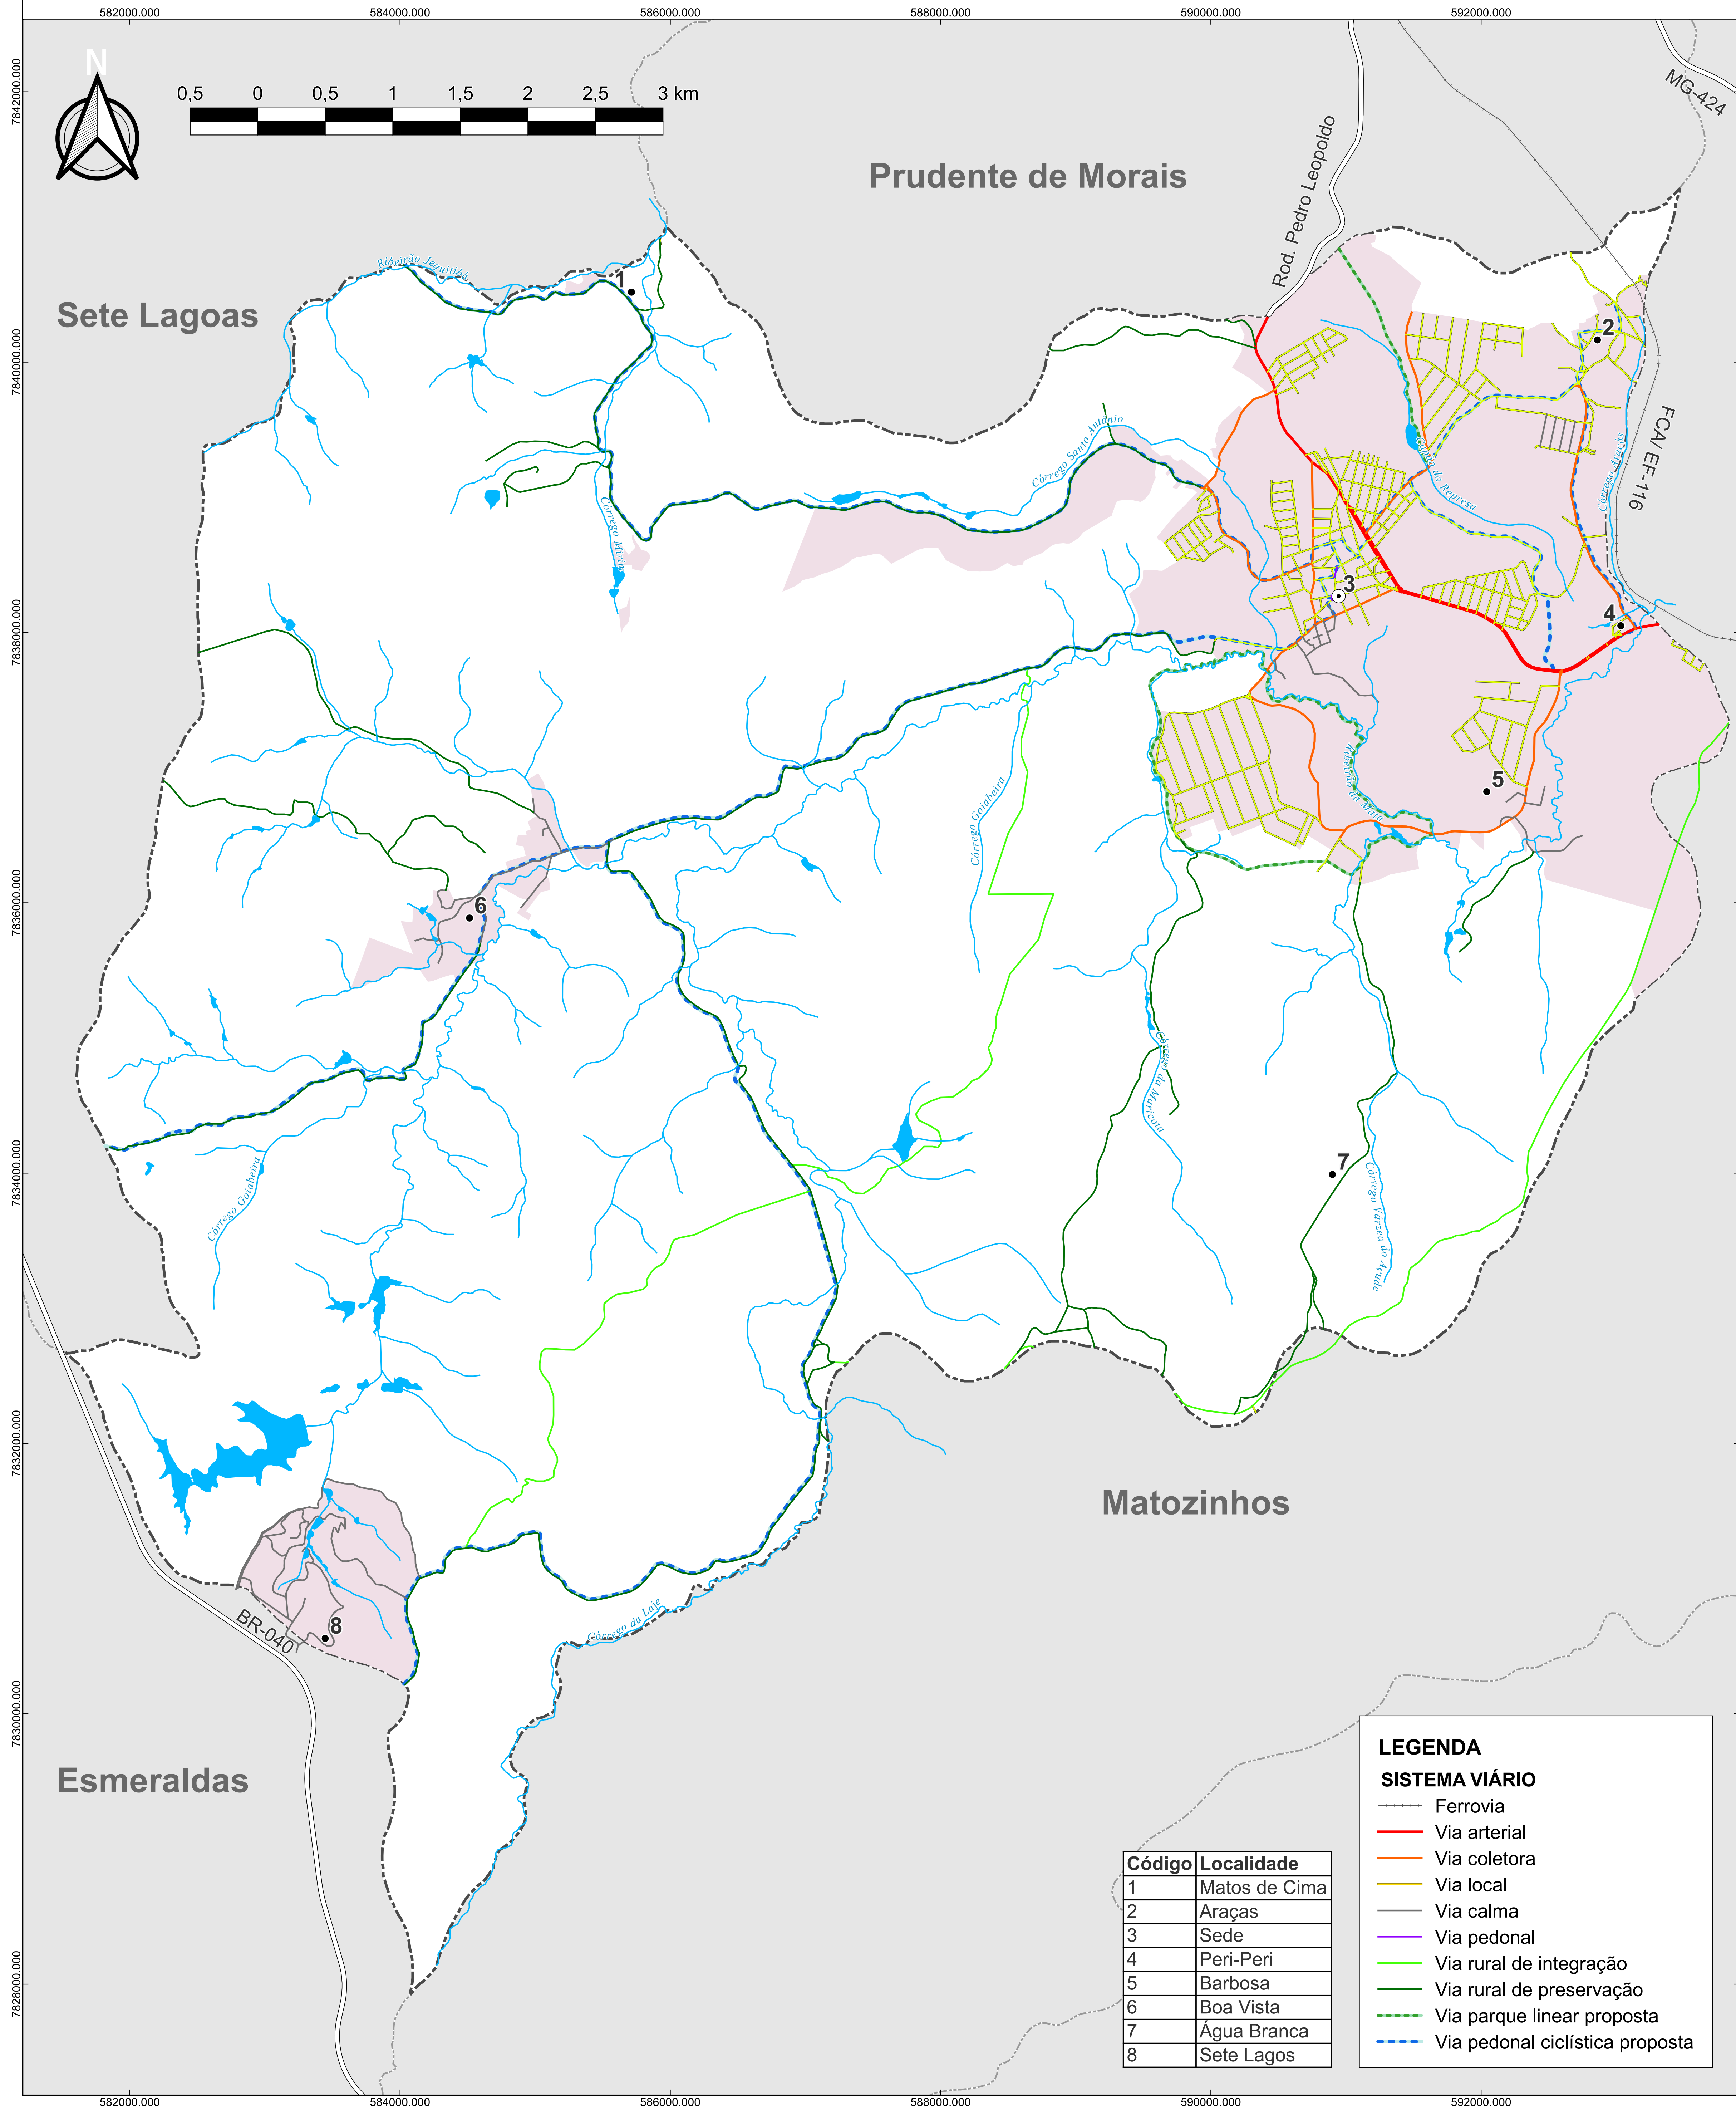 582000.000
584000.000
586000.000
588000.000
590000.000
592000.000
7842000.000
7840000.000
7838000.000
7836000.000
7834000.000
7832000.000
7830000.000
7828000.000
N
0,5 0 0,5 1 1,5 2 2,5 3 km
MG-424
Rod. Pedro Leopoldo
Prudente de Morais
Sete Lagoas
Ribeirão Jequitibá
1
2
FCA/ EF-116
Córrego Santo Antônio
Córrego Araçás
da Represa
Córrego Mirim
3
4
Ribeirão da Mata
5
Córrego Goiabeira
6
Córrego da Maricota
7
Córrego Várzea do Açude
Córrego Goiabeira
Matozinhos
BR-040
8
Córrego da Laje
Esmeraldas
Código Localidade
1 Matos de Cima
2 Araças
3 Sede
4 Peri-Peri
5 Barbosa
6 Boa Vista
7 Água Branca
8 Sete Lagos
LEGENDA
SISTEMA VIÁRIO
Ferrovia
Via arterial
Via coletora
Via local
Via calma
Via pedonal
Via rural de integração
Via rural de preservação
Via parque linear proposta
Via pedonal ciclística proposta
582000.000
584000.000
586000.000
588000.000
590000.000
592000.000